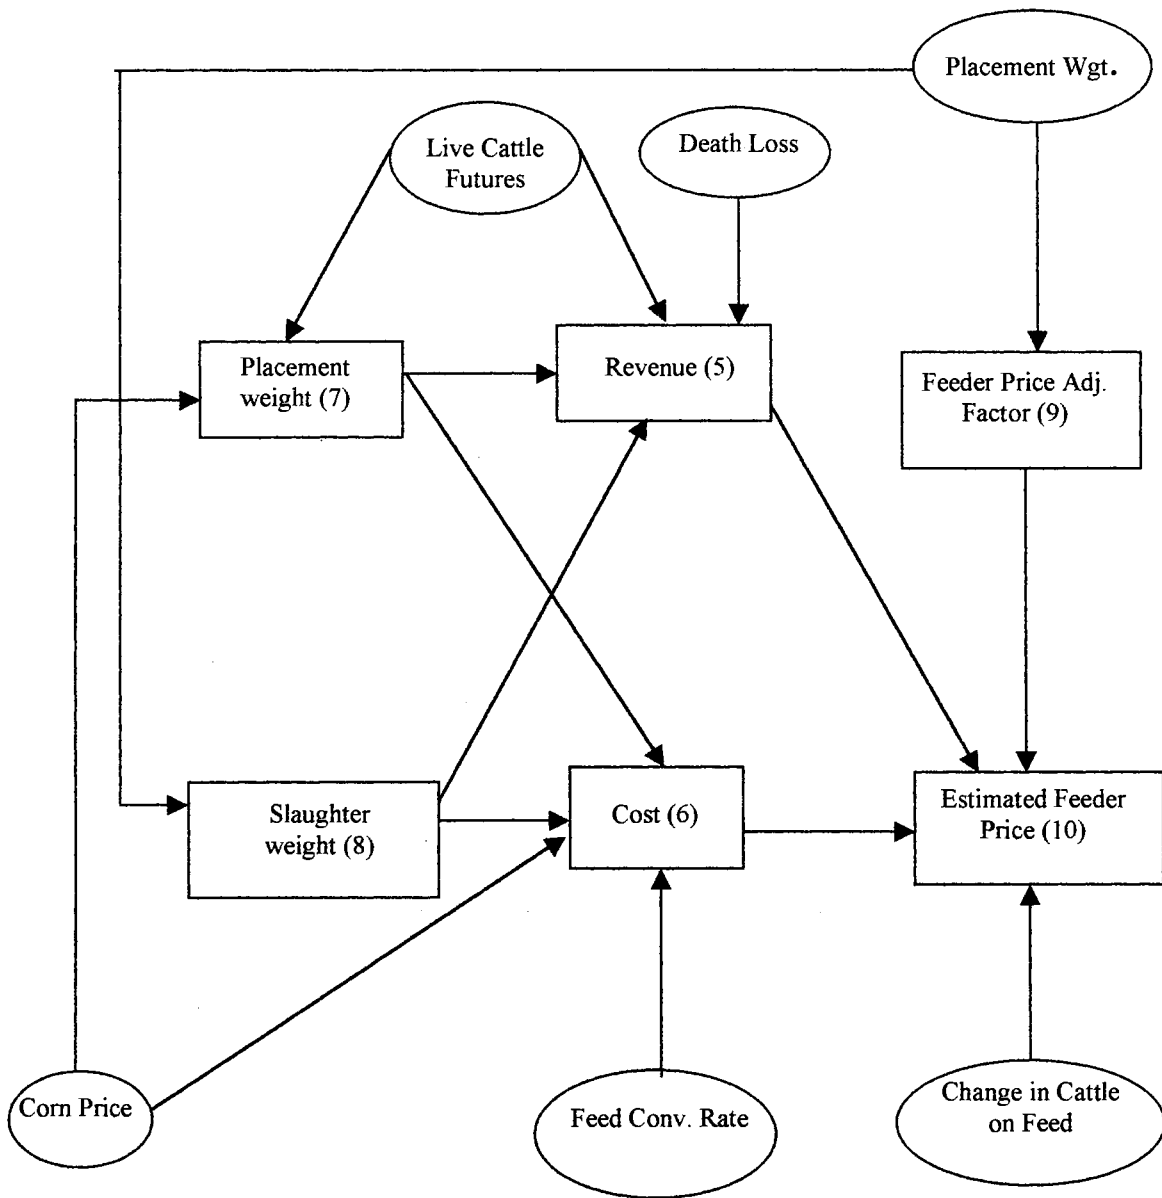 Placement Wgt.
Live Cattle
Futures
Death Loss
Placement
weight (7)
Revenue (5)
Feeder Price Adj.
Factor (9)
Slaughter
weight (8)
Cost (6)
Estimated Feeder
Price (10)
Corn Price
Feed Conv. Rate
Change in Cattle
on Feed